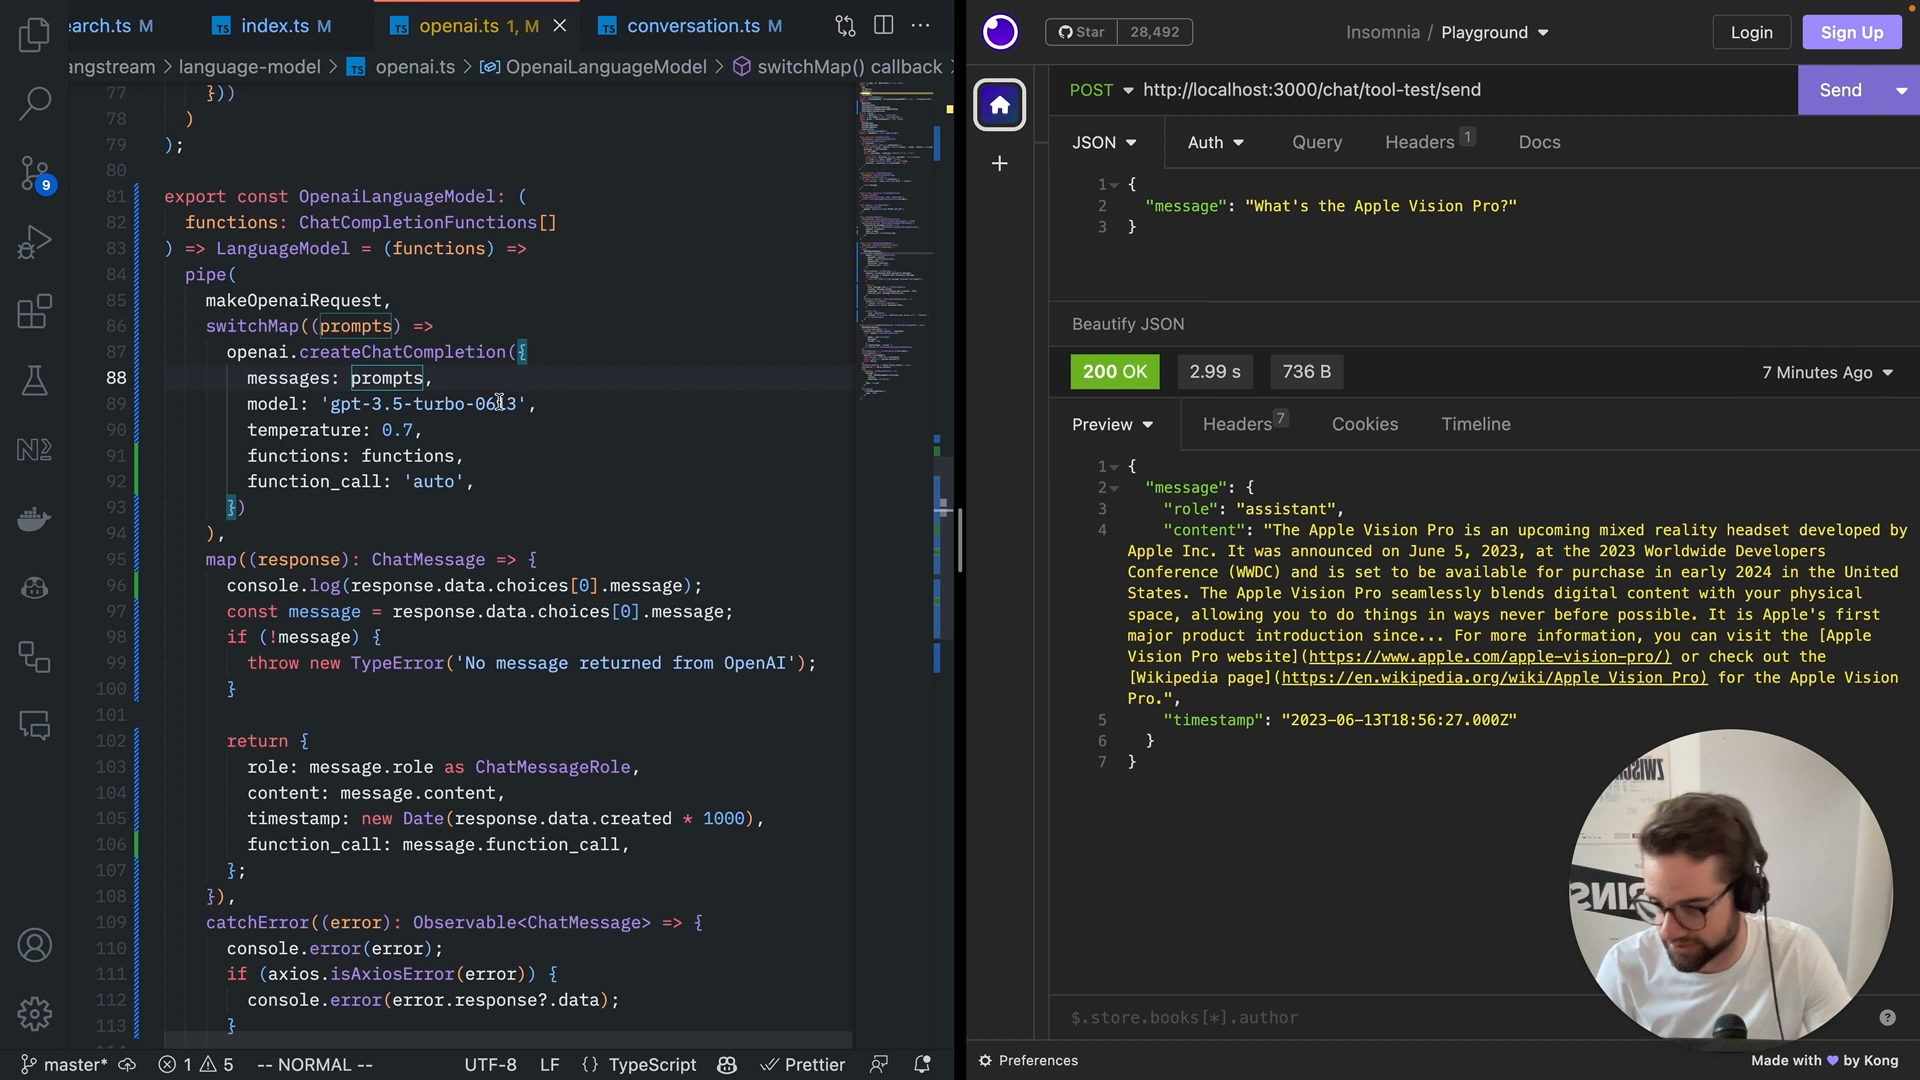 earch.ts M
TS index.ts M
TS openai.ts 1, M
TS conversation.ts M
angstream > language-model > TS openai.ts > OpenaiLanguageModel > switchMap() callback
77 }))
78 )
79 );
80
81 export const OpenaiLanguageModel: (
82 functions: ChatCompletionFunctions[]
83 ) => LanguageModel = (functions) =>
84 pipe(
85 makeOpenaiRequest,
86 switchMap((prompts) =>
87 openai.createChatCompletion({
88 messages: prompts,
89 model: 'gpt-3.5-turbo-0613',
90 temperature: 0.7,
91 functions: functions,
92 function_call: 'auto',
93 })
94 ),
95 map((response): ChatMessage => {
96 console.log(response.data.choices[0].message);
97 const message = response.data.choices[0].message;
98 if (!message) {
99 throw new TypeError('No message returned from OpenAI');
100 }
101
102 return {
103 role: message.role as ChatMessageRole,
104 content: message.content,
105 timestamp: new Date(response.data.created * 1000),
106 function_call: message.function_call,
107 };
108 }),
109 catchError((error): Observable<ChatMessage> => {
110 console.error(error);
111 if (axios.isAxiosError(error)) {
112 console.error(error.response?.data);
113 }
9
master* 1 5 -- NORMAL -- UTF-8 LF {} TypeScript Prettier
Star 28,492
Insomnia / Playground
Login
Sign Up
POST http://localhost:3000/chat/tool-test/send
Send
JSON Auth Query Headers 1 Docs
1 {
2 "message": "What's the Apple Vision Pro?"
3 }
Beautify JSON
200 OK 2.99 s 736 B 7 Minutes Ago
Preview Headers 7 Cookies Timeline
1 {
2 "message": {
3 "role": "assistant",
4 "content": "The Apple Vision Pro is an upcoming mixed reality headset developed by
Apple Inc. It was announced on June 5, 2023, at the 2023 Worldwide Developers
Conference (WWDC) and is set to be available for purchase in early 2024 in the United
States. The Apple Vision Pro seamlessly blends digital content with your physical
space, allowing you to do things in ways never before possible. It is Apple's first
major product introduction since... For more information, you can visit the [Apple
Vision Pro website](https://www.apple.com/apple-vision-pro/) or check out the
[Wikipedia page](https://en.wikipedia.org/wiki/Apple_Vision_Pro) for the Apple Vision
Pro.",
5 "timestamp": "2023-06-13T18:56:27.000Z"
6 }
7 }
$.store.books[*].author
Preferences
Made with by Kong